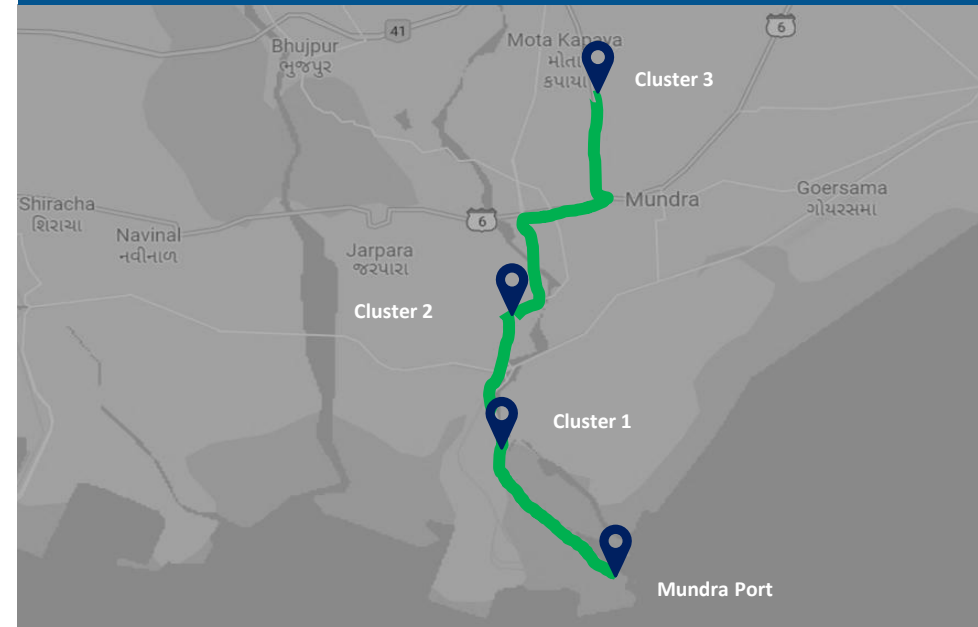 41
6
Bhujpur
ભુજપુર
Mota Kapaya
મોતા
કપાયા
Cluster 3
Shiracha
શિરાચા
Navinal
નવીનાળ
6
Mundra
Goersama
ગોયરસમા
Jarpara
જરપારા
Cluster 2
Cluster 1
Mundra Port